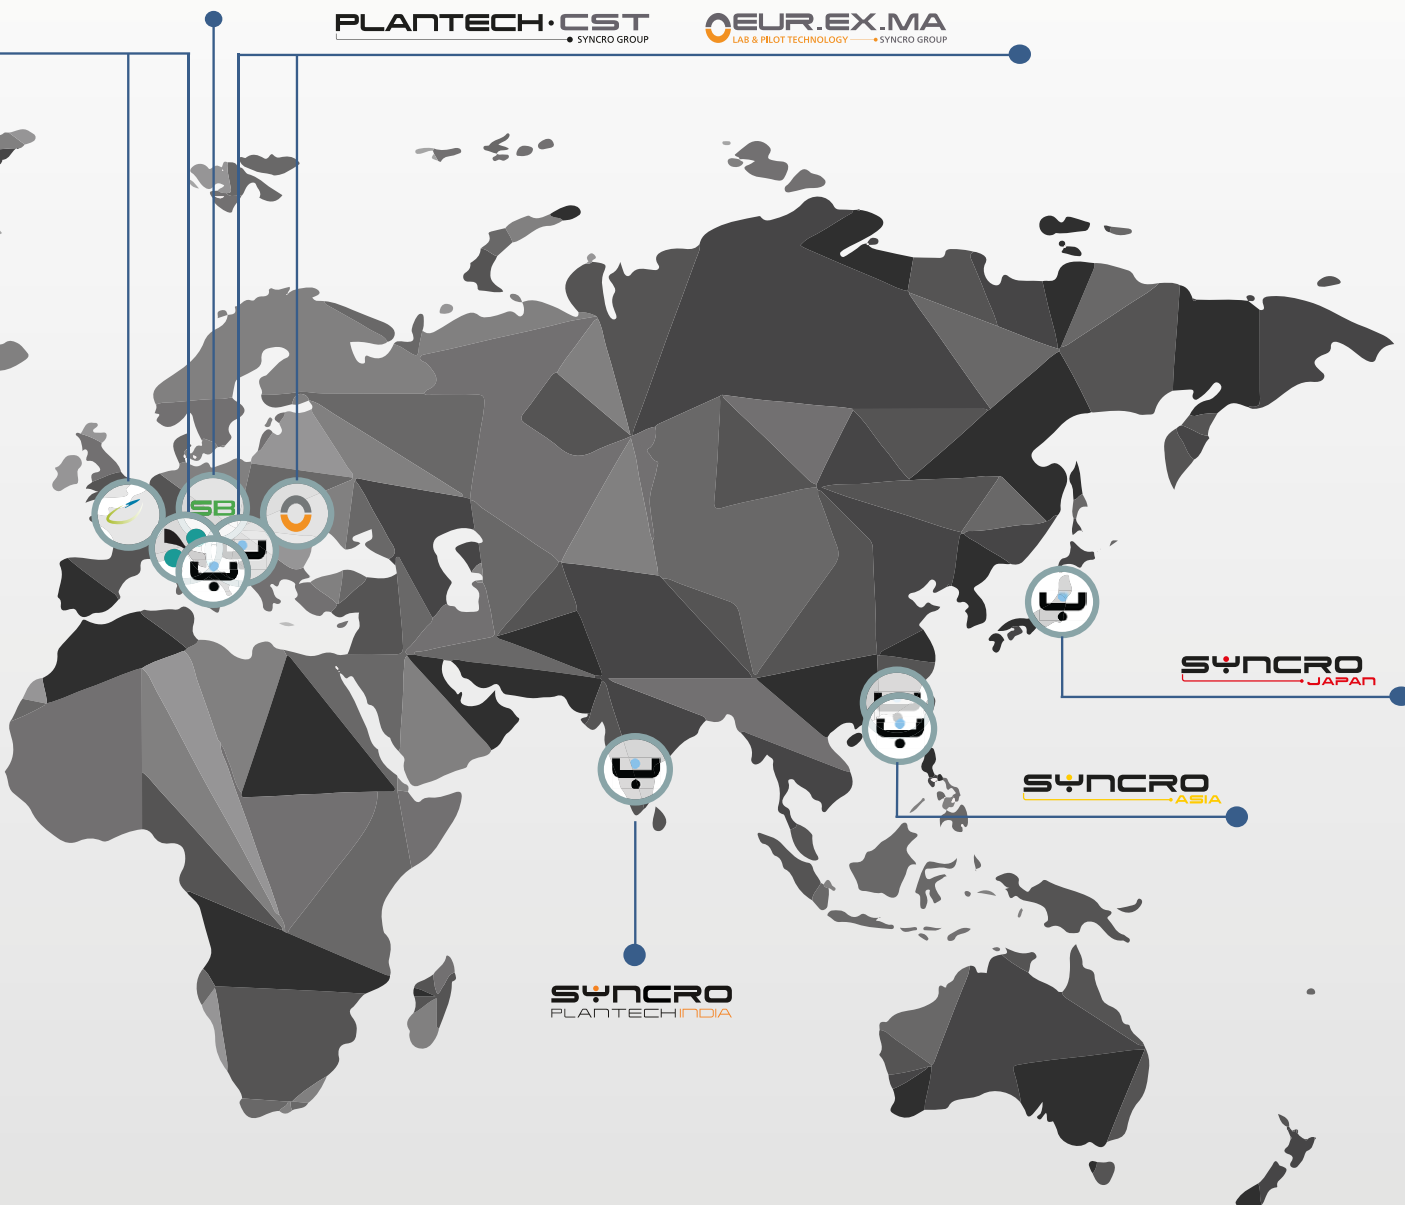 PLANTECH·CST
SYNCRO GROUP
EUR.EX.MA
LAB & PILOT TECHNOLOGY SYNCRO GROUP
SB
SYNCRO
JAPAN
SYNCRO
ASIA
SYNCRO
PLANTECH INDIA